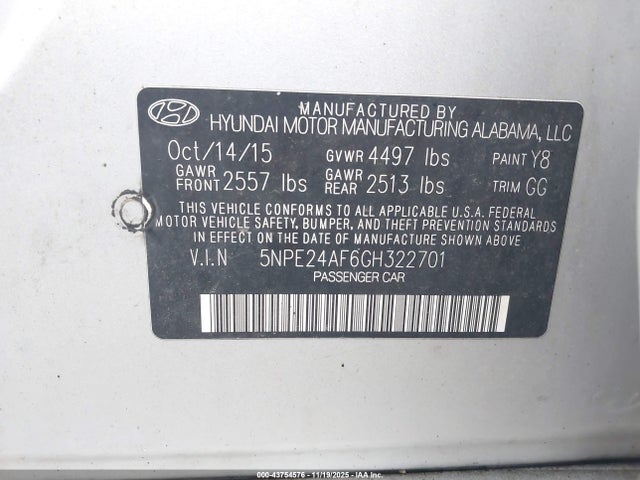 MANUFACTURED BY
HYUNDAI MOTOR MANUFACTURING ALABAMA, LLC
Oct/14/15 GVWR 4497 lbs PAINT Y8
GAWR FRONT 2557 lbs GAWR REAR 2513 lbs TRIM GG
THIS VEHICLE CONFORMS TO ALL APPLICABLE U.S.A. FEDERAL
MOTOR VEHICLE SAFETY, BUMPER, AND THEFT PREVENTION STANDARDS
IN EFFECT ON THE DATE OF MANUFACTURE SHOWN ABOVE
V.I.N 5NPE24AF6GH322701
PASSENGER CAR
000-43754576 - 11/19/2025 - IAAI.COM